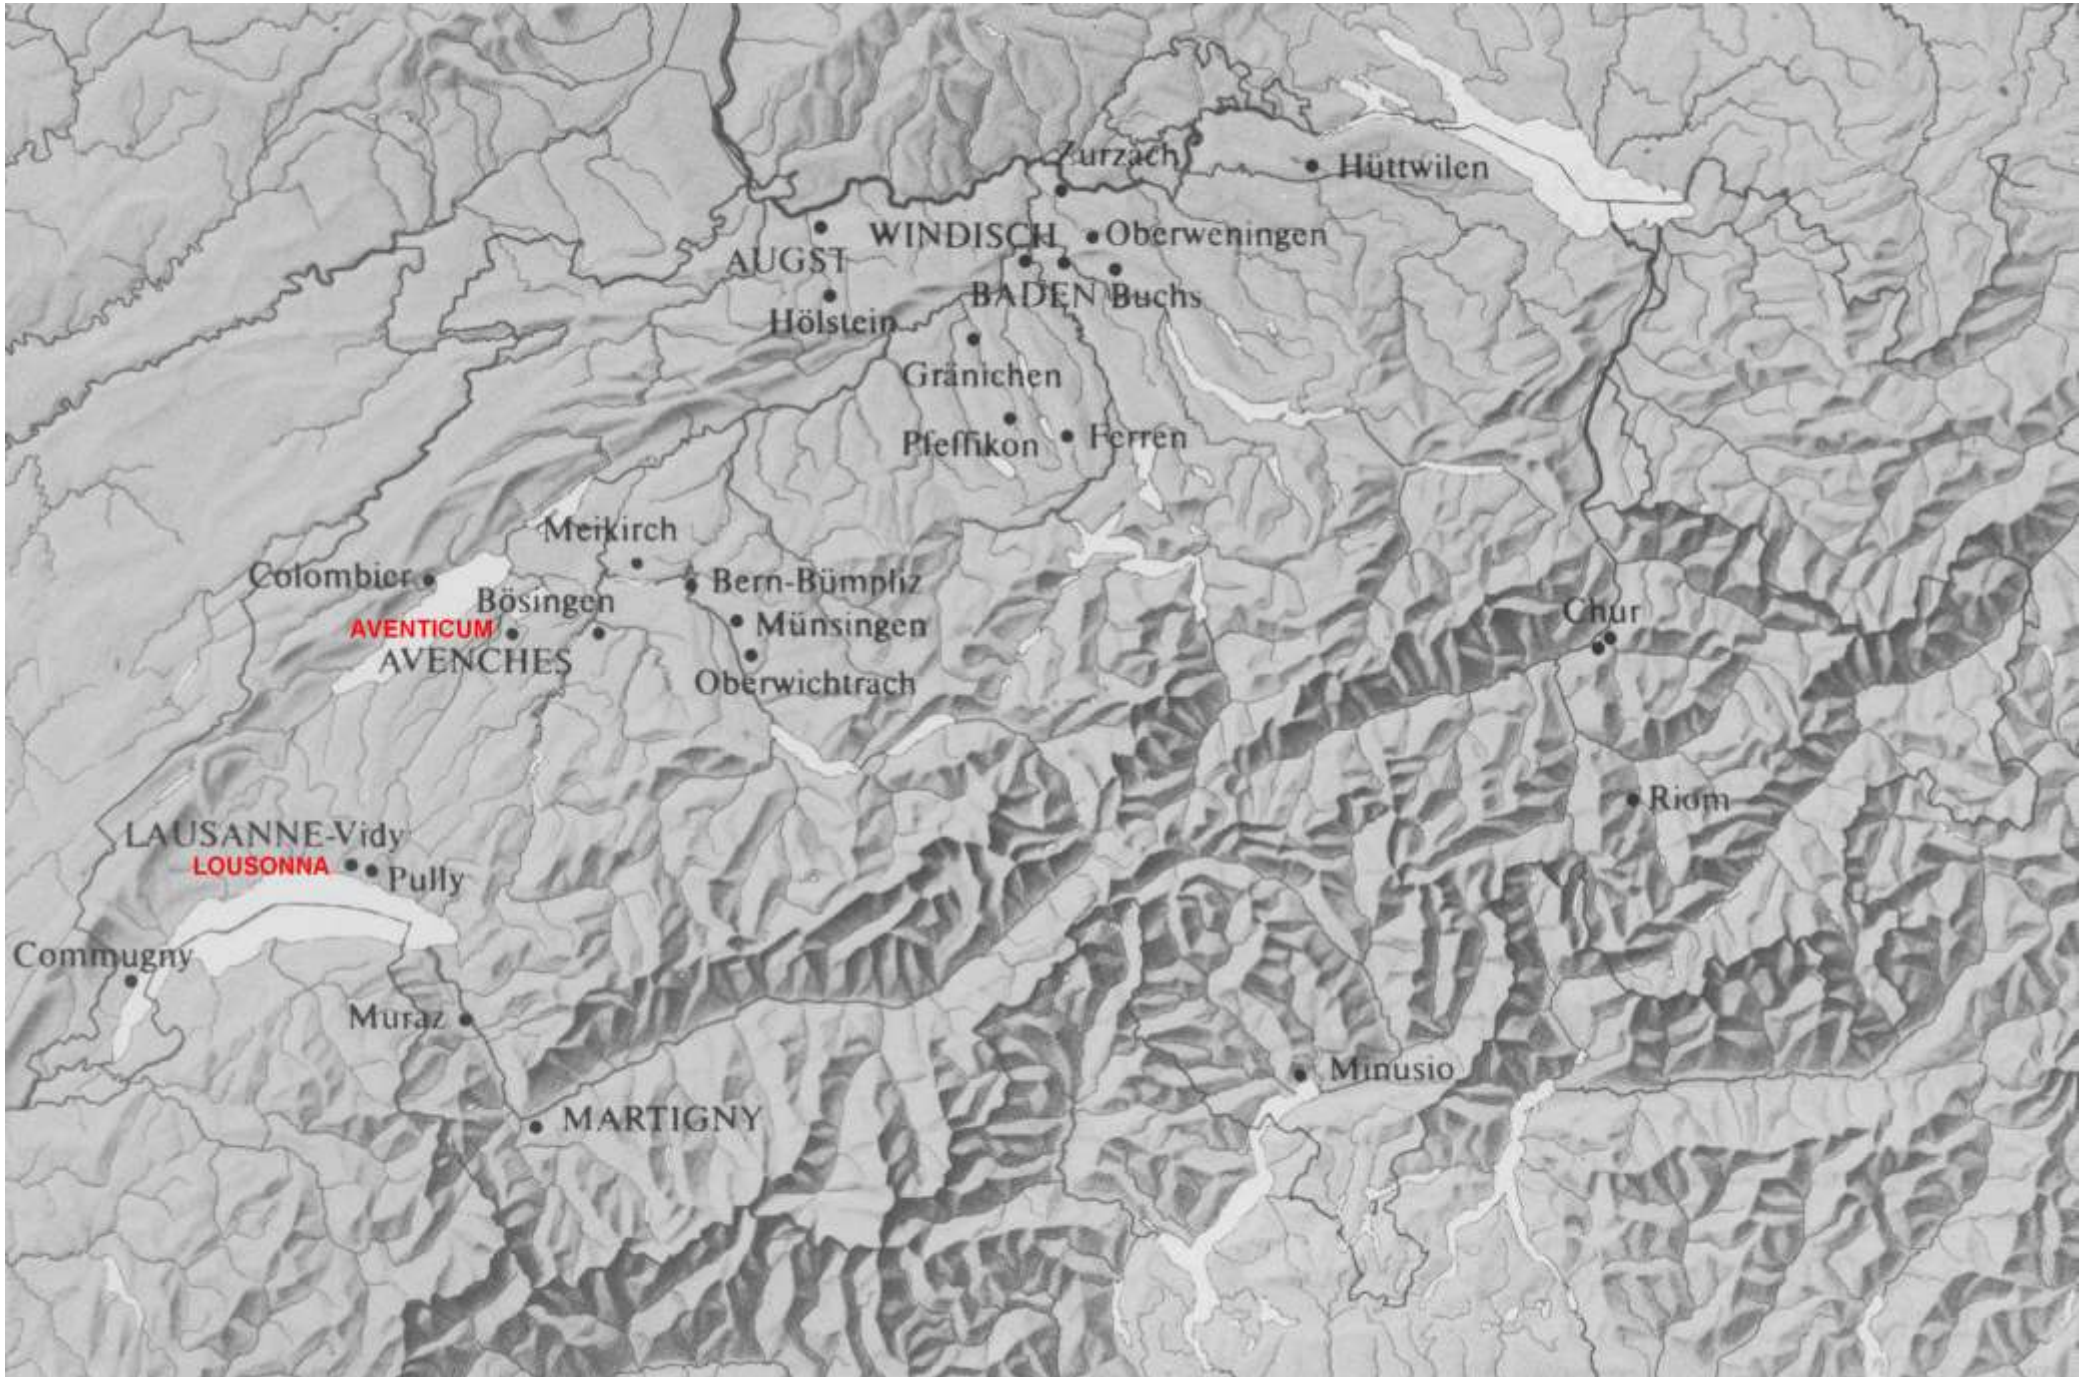 Zurzach
Hüttwilen
WINDISCH
Oberweningen
AUGST
BADEN
Buchs
Hölstein
Gränichen
Pfeffikon
Ferren
Meikirch
Colombier
Bern-Bümpliz
Bösingen
Chur
AVENTICUM
Münsingen
AVENCHES
Oberwichtrach
Riom
LAUSANNE-Vidy
LOUSONNA
Pully
Commugny
Muraz
Minusio
MARTIGNY